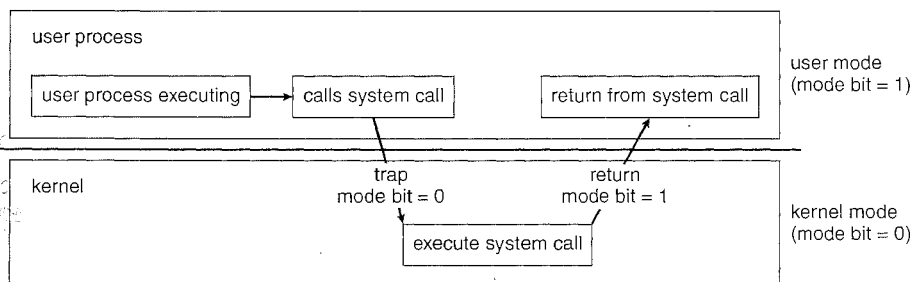 user process
user process executing
calls system call
return from system call
user mode
(mode bit = 1)
kernel
trap
mode bit = 0
return
mode bit = 1
execute system call
kernel mode
(mode bit = 0)